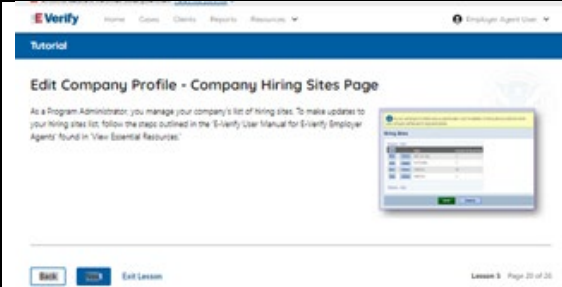 E-Verify Home Cases Clients Reports Resources Employer Agent User
Tutorial
Edit Company Profile - Company Hiring Sites Page
As a Program Administrator, you manage your company's list of hiring sites. To make updates to
your hiring sites list, follow the steps outlined in the 'E-Verify User Manual for E-Verify Employer
Agents' found in 'View Essential Resources.'
Hiring Sites
Back Next Exit Lesson Lesson 5 Page 20 of 26